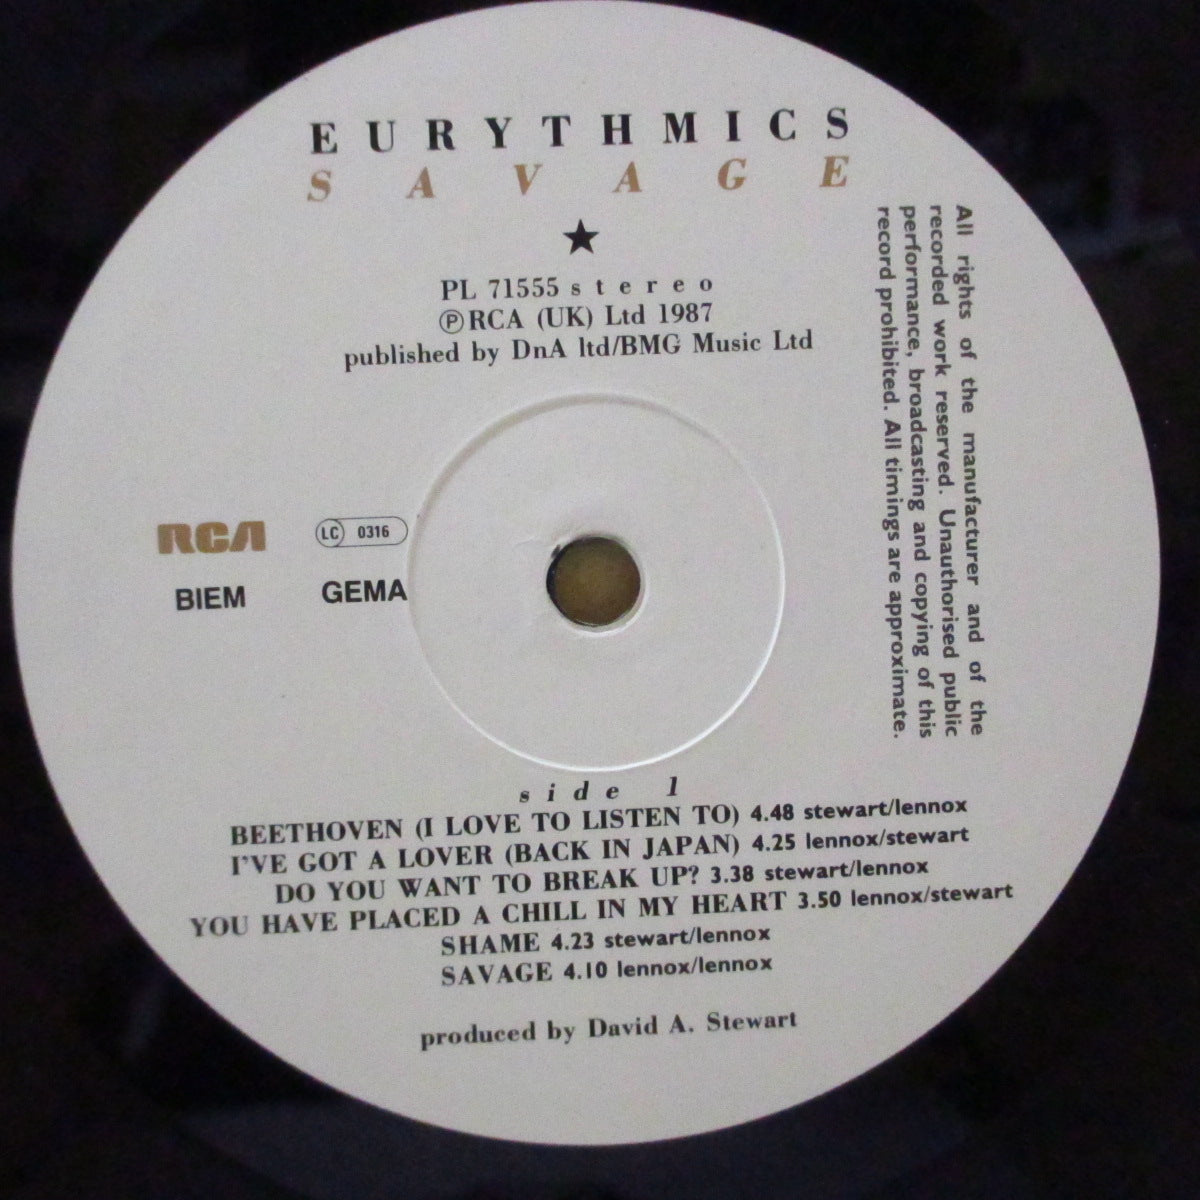 EURYTHMICS
SAVAGE
★
PL 71555 stereo
ⓅRCA (UK) Ltd 1987
published by DnA ltd/BMG Music Ltd
All rights of the manufacturer and of the
recorded work reserved. Unauthorised public
performance, broadcasting and copying of this
record prohibited. All timings are approximate.
RCA LC 0316
BIEM GEMA
side 1
BEETHOVEN (I LOVE TO LISTEN TO) 4.48 stewart/lennox
I'VE GOT A LOVER (BACK IN JAPAN) 4.25 lennox/stewart
DO YOU WANT TO BREAK UP? 3.38 stewart/lennox
YOU HAVE PLACED A CHILL IN MY HEART 3.50 lennox/stewart
SHAME 4.23 stewart/lennox
SAVAGE 4.10 lennox/lennox
produced by David A. Stewart